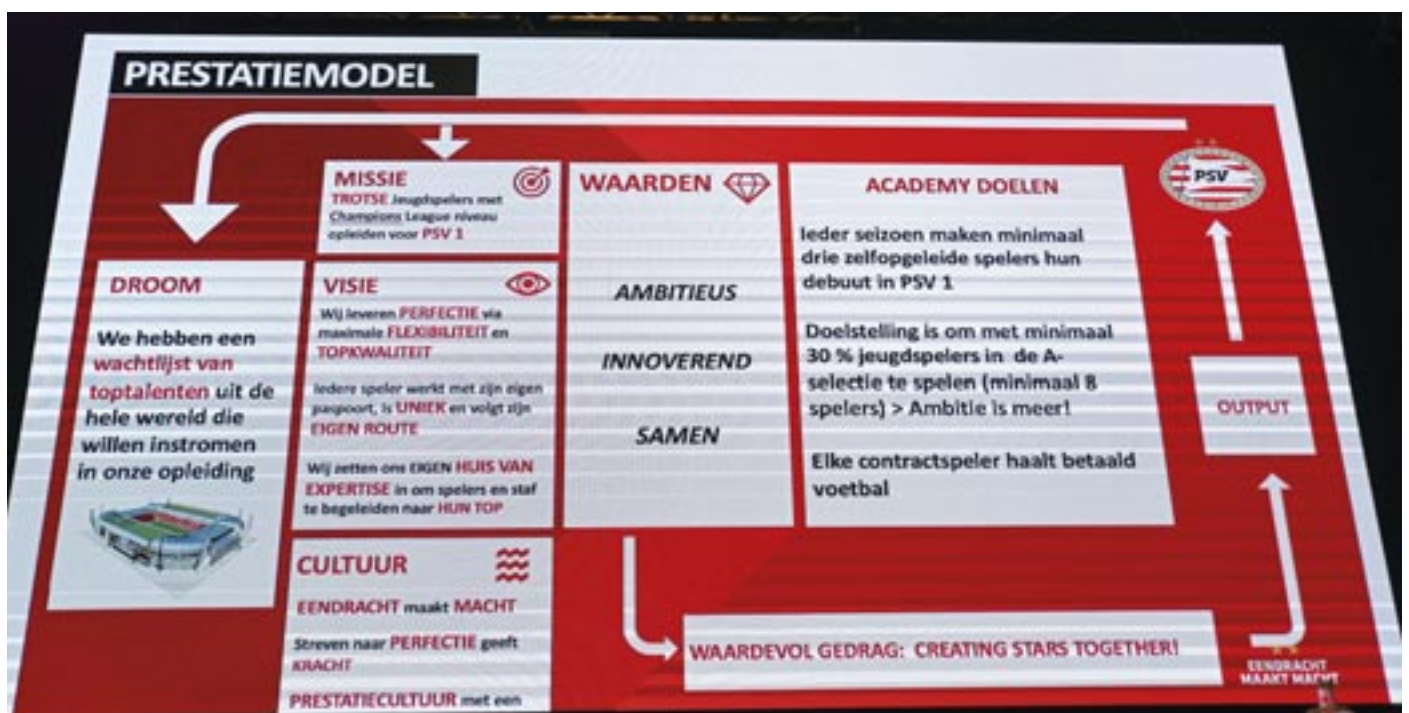 PRESTATIEMODEL
DROOM
We hebben een
wachtlijst van
toptalenten uit de
hele wereld die
willen instromen
in onze opleiding
MISSIE
TROTSE Jeugdspelers met
Champions League niveau
opleiden voor PSV 1
VISIE
Wij leveren PERFECTIE via
maximale FLEXIBILITEIT en
TOPKWALITEIT
Iedere speler werkt met zijn eigen
paspoort, is UNIEK en volgt zijn
EIGEN ROUTE
Wij zetten ons EIGEN HUIS VAN
EXPERTISE in om spelers en staf
te begeleiden naar HUN TOP
CULTUUR
EENDRACHT maakt MACHT
Streven naar PERFECTIE geeft
KRACHT
PRESTATIECULTUUR met een
WAARDEN
AMBITIEUS
INNOVEREND
SAMEN
ACADEMY DOELEN
Ieder seizoen maken minimaal
drie zelfopgeleide spelers hun
debuut in PSV 1
Doelstelling is om met minimaal
30 % jeugdspelers in de A-
selectie te spelen (minimaal 8
spelers) > Ambitie is meer!
Elke contractspeler haalt betaald
voetbal
PSV
OUTPUT
WAARDEVOL GEDRAG: CREATING STARS TOGETHER!
EENDRACHT
MAAKT MACHT